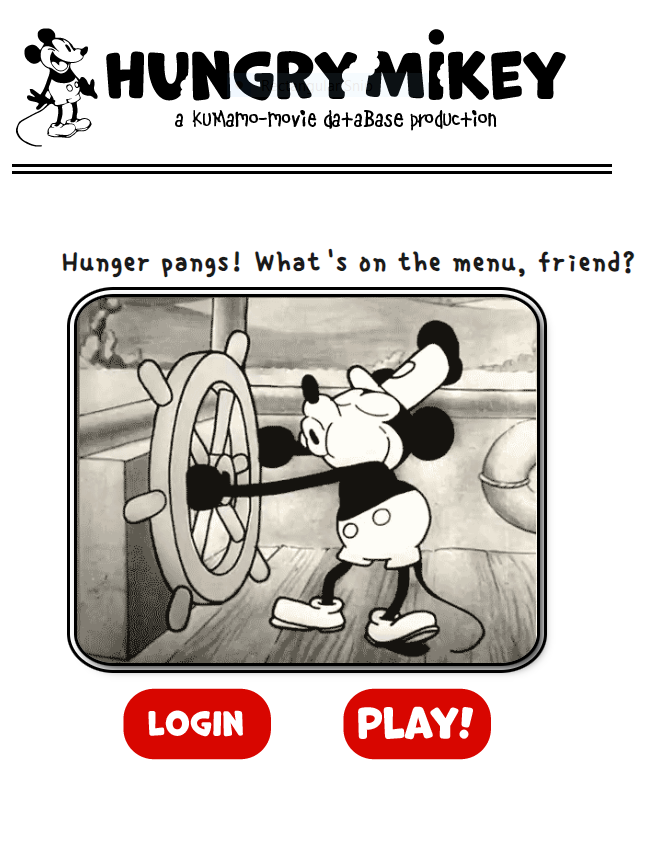 HUNGRY MiKEY
a KuMamo-movie dataBase production
Hunger pangs! What's on the menu, friend?
LOGIN
PLAY!